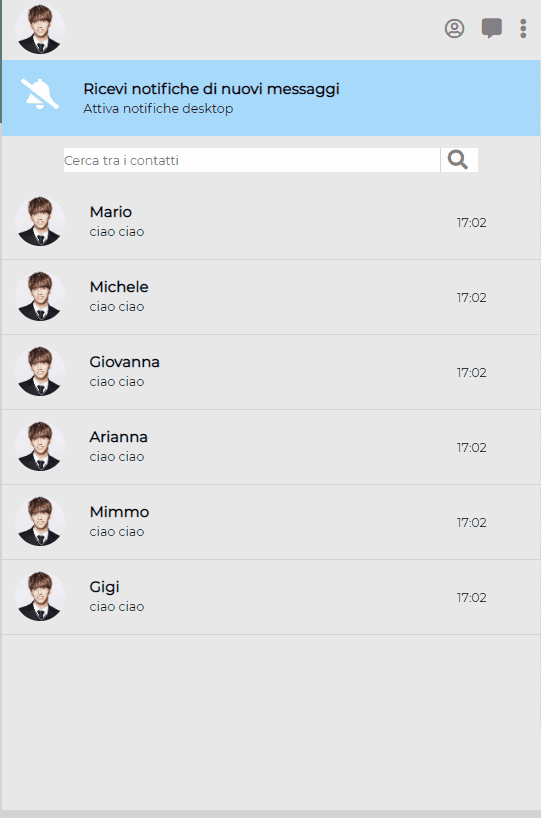 Ricevi notifiche di nuovi messaggi
Attiva notifiche desktop
Cerca tra i contatti
Mario
ciao ciao
17:02
Michele
ciao ciao
17:02
Giovanna
ciao ciao
17:02
Arianna
ciao ciao
17:02
Mimmo
ciao ciao
17:02
Gigi
ciao ciao
17:02